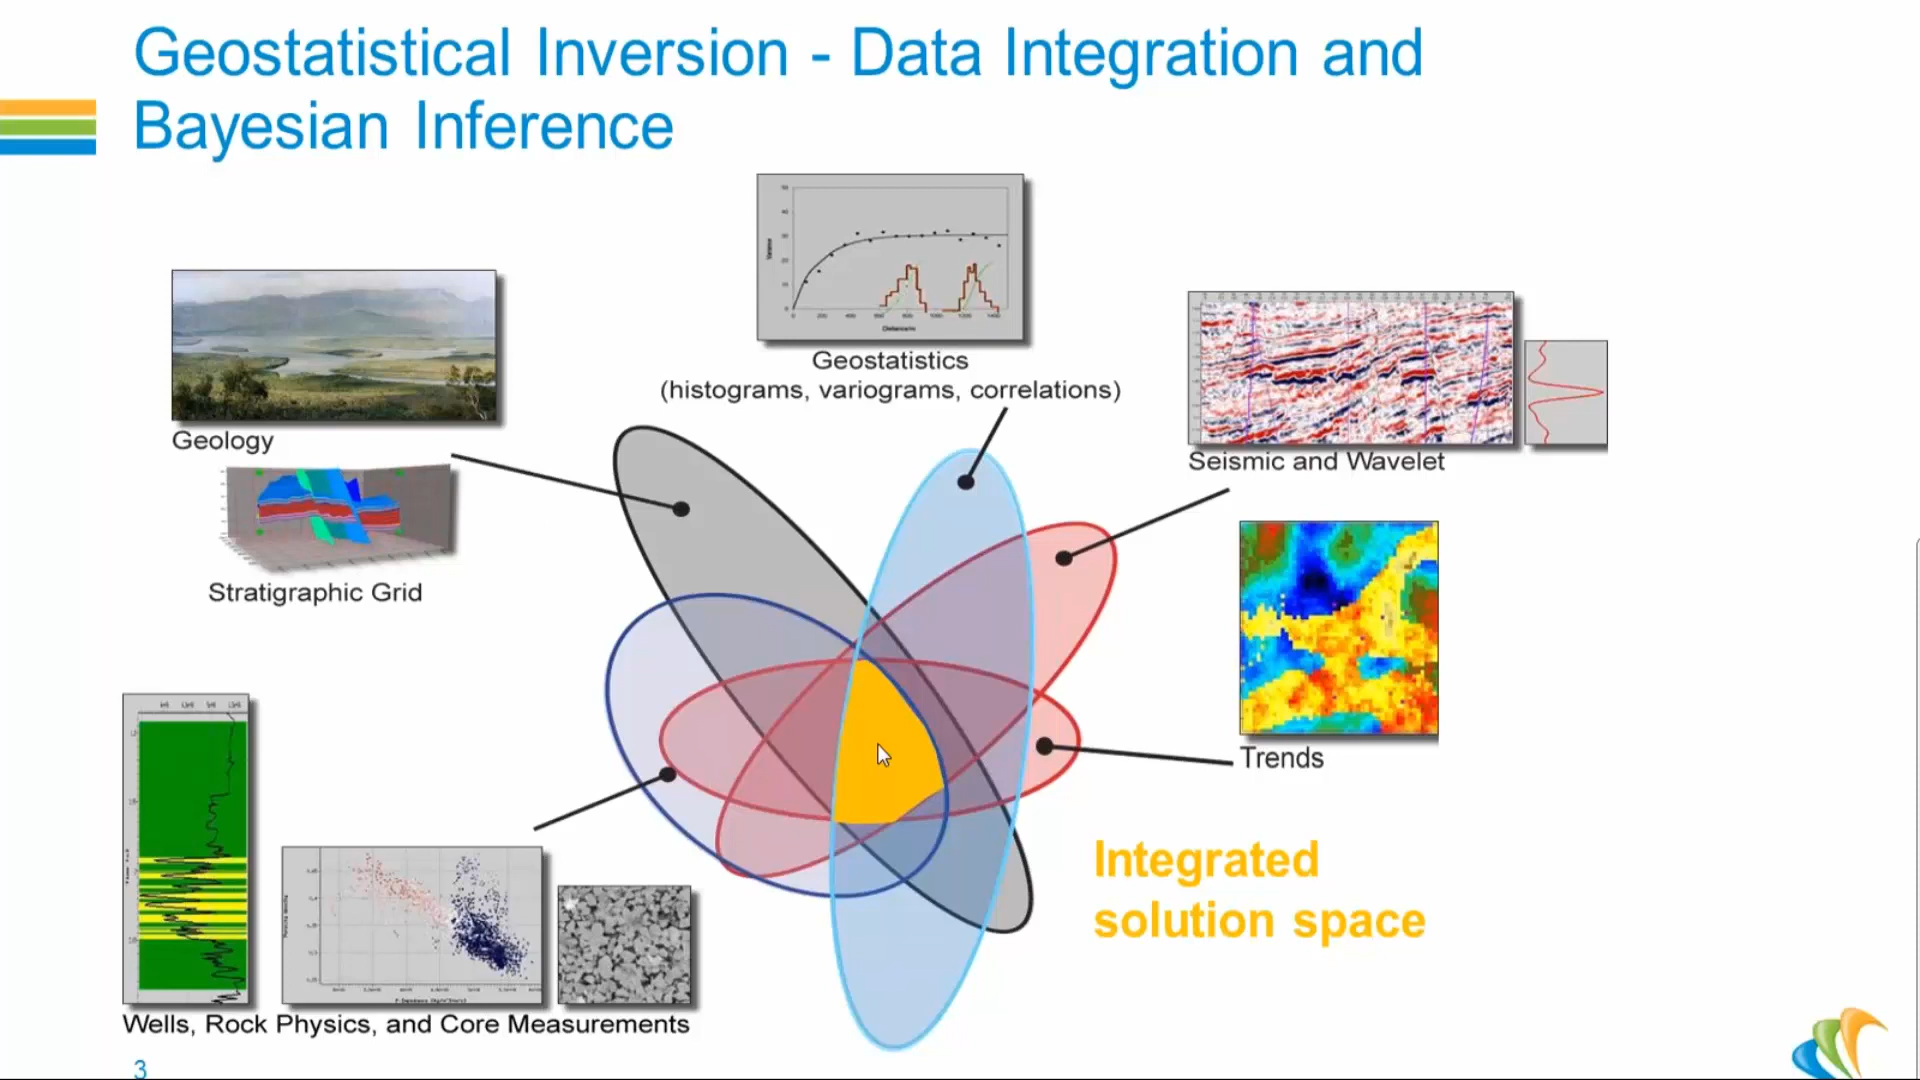 Geostatistical Inversion - Data Integration and
Bayesian Inference
Geostatistics
(histograms, variograms, correlations)
Geology
Seismic and Wavelet
Stratigraphic Grid
Trends
Integrated
solution space
Wells, Rock Physics, and Core Measurements
3